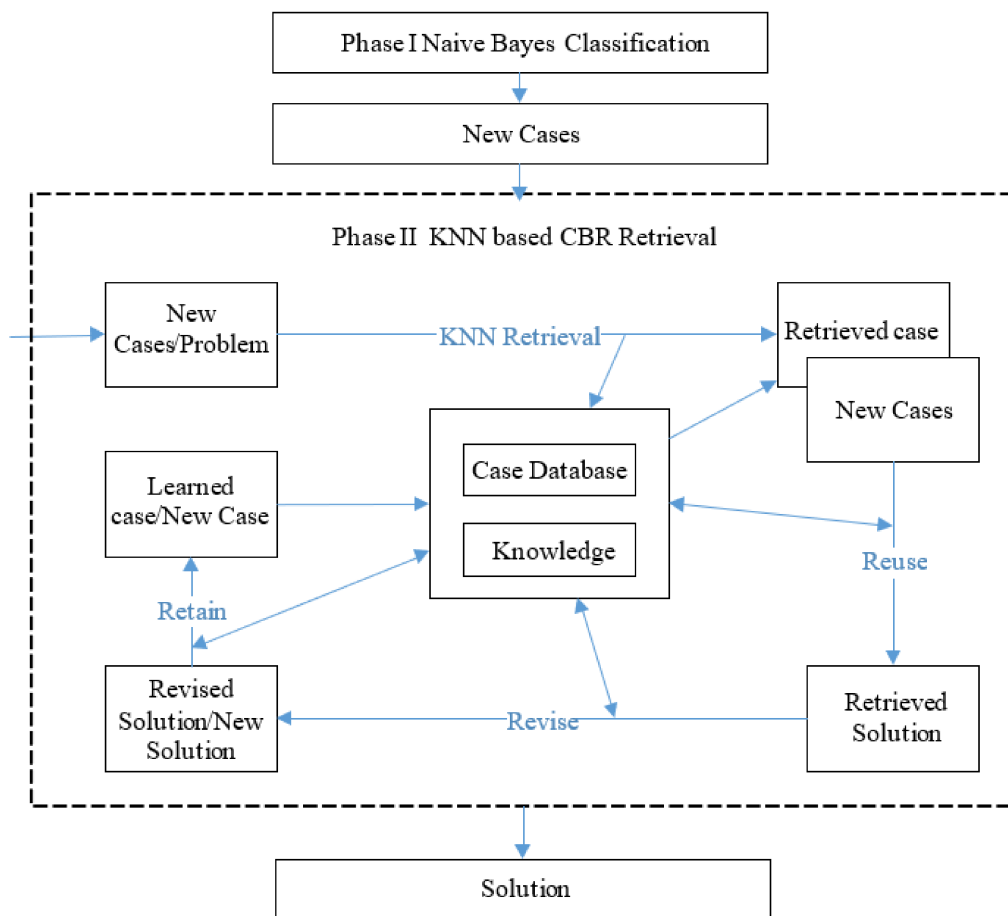 Phase I Naive Bayes Classification
New Cases
Phase II KNN based CBR Retrieval
New
Cases/Problem
KNN Retrieval
Retrieved case
New Cases
Case Database
Knowledge
Learned
case/New Case
Reuse
Retain
Revised
Solution/New
Solution
Revise
Retrieved
Solution
Solution